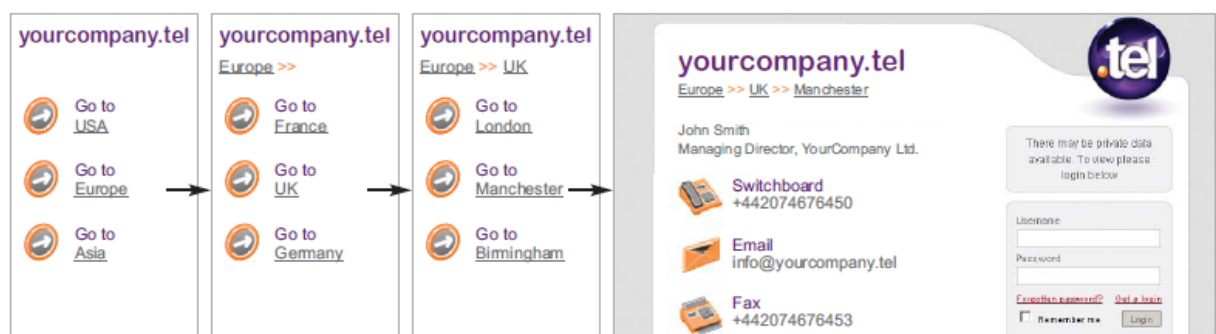 yourcompany.tel
Go to
USA
Go to
Europe
Go to
Asia
yourcompany.tel
Europe >>
Go to
France
Go to
UK
Go to
Germany
yourcompany.tel
Europe >> UK
Go to
London
Go to
Manchester
Go to
Birmingham
.tel
yourcompany.tel
Europe >> UK >> Manchester
John Smith
Managing Director, YourCompany Ltd.
Switchboard
+442074676450
Email
info@yourcompany.tel
Fax
+442074676453
There may be private data
available. To view please
login below
Username
Password
Forgotten password? Get a login
Remember me Login